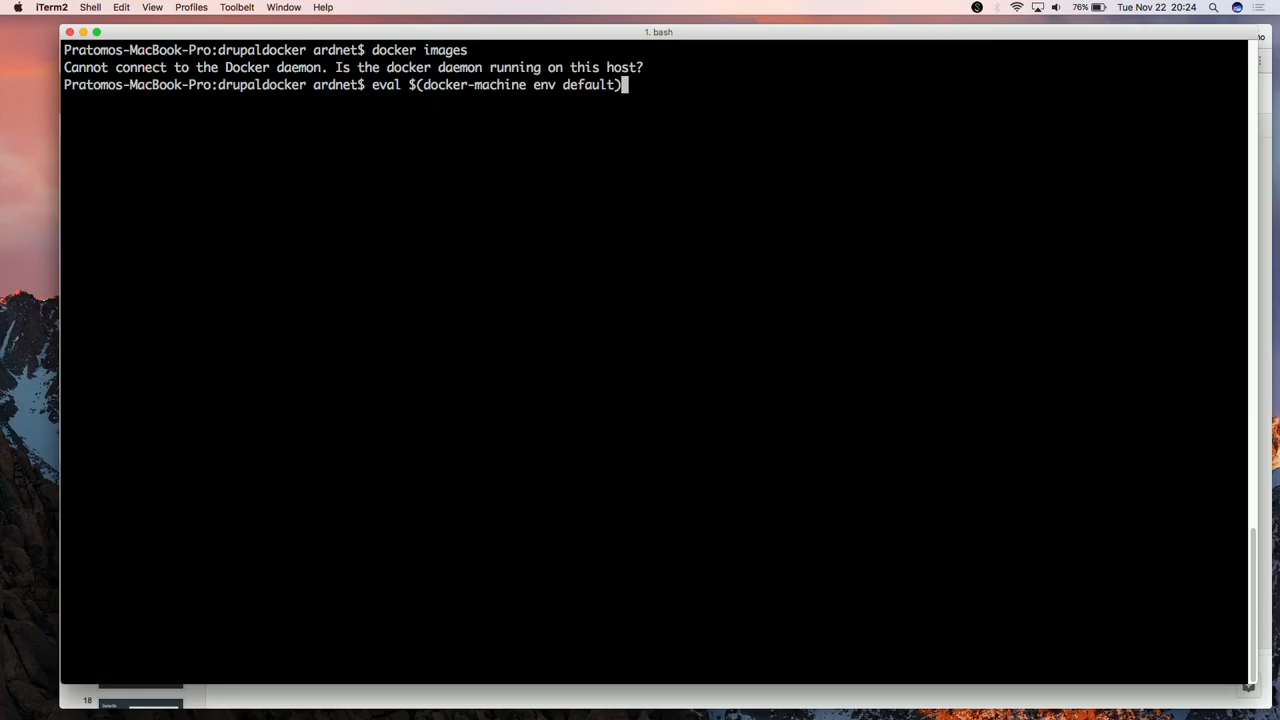 iTerm2 Shell Edit View Profiles Toolbelt Window Help 76% Tue Nov 22 20:24
1. bash
Pratomos-MacBook-Pro:drupaldocker ardnet$ docker images
Cannot connect to the Docker daemon. Is the docker daemon running on this host?
Pratomos-MacBook-Pro:drupaldocker ardnet$ eval $(docker-machine env default)
18